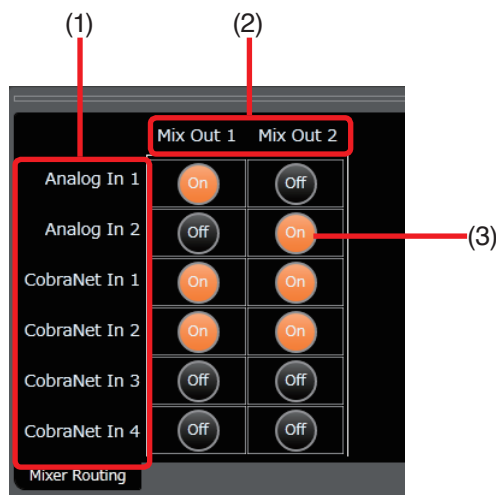 (1) (2)
Mix Out 1 Mix Out 2
Analog In 1 On Off
Analog In 2 Off On (3)
CobraNet In 1 On On
CobraNet In 2 On On
CobraNet In 3 Off Off
CobraNet In 4 Off Off
Mixer Routing